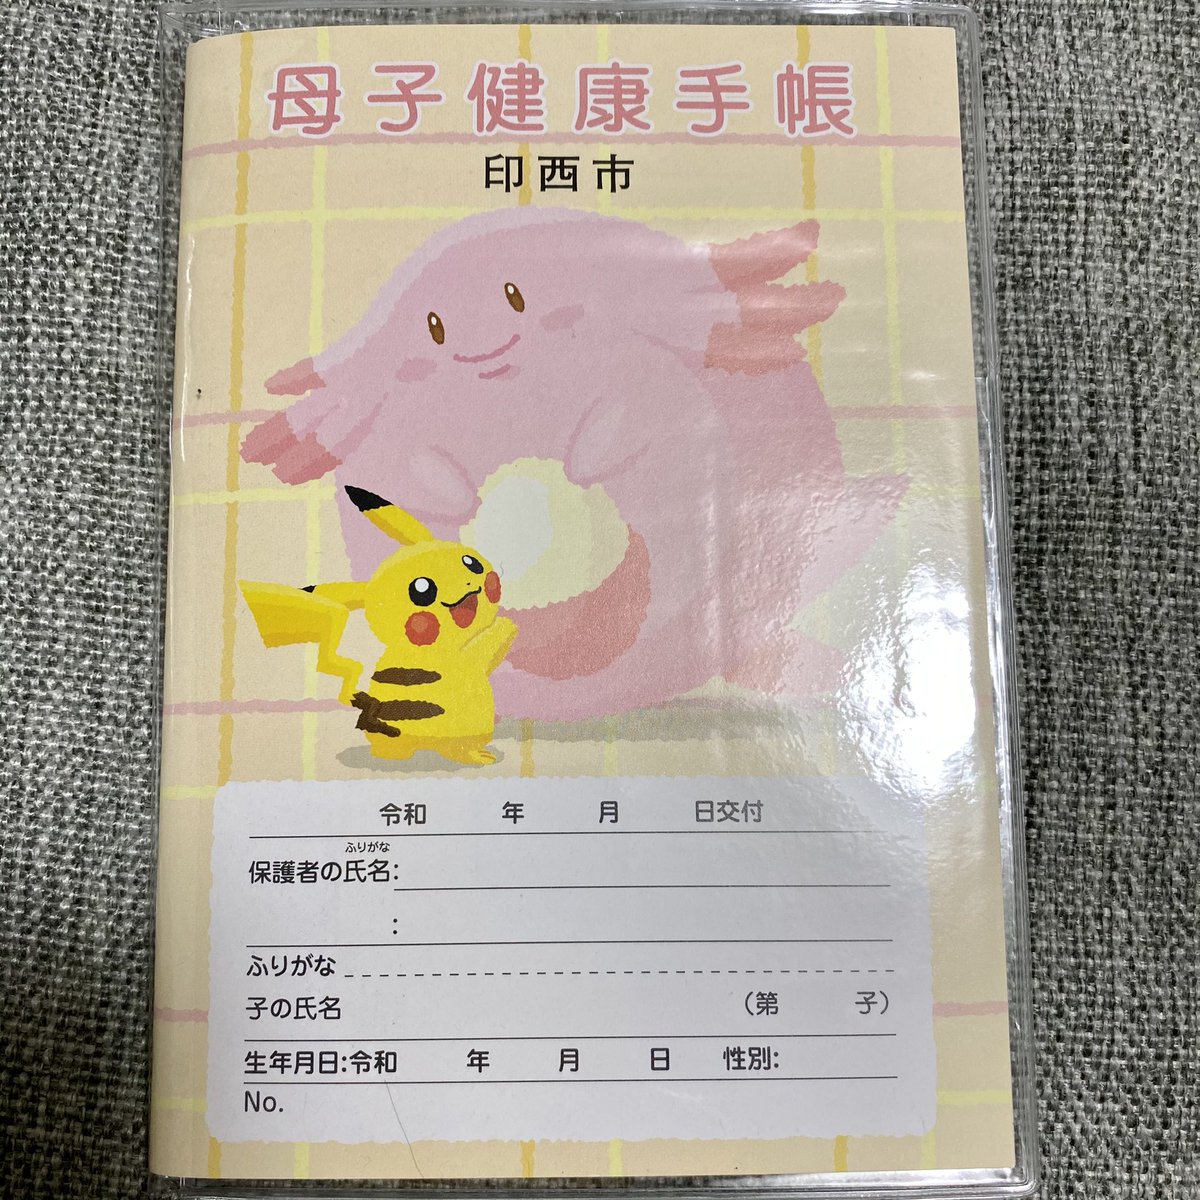 母子健康手帳
印西市
令和 年 月 日交付
ふりがな
保護者の氏名:
:
ふりがな
子の氏名 (第 子)
生年月日:令和 年 月 日 性別:
No.